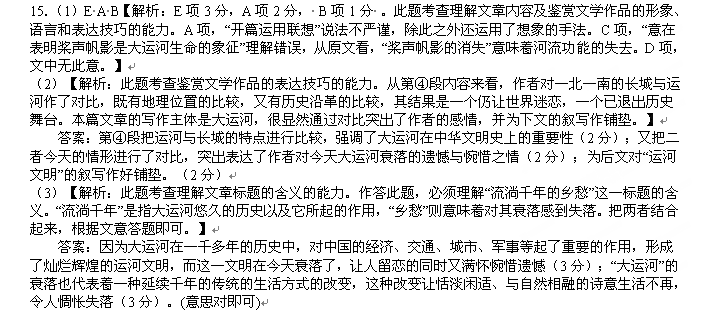 15.（1）E·A·B【解析：E 项 3 分，A 项 2 分，·B 项 1 分·。此题考查理解文章内容及鉴赏文学作品的形象、
语言和表达技巧的能力。A 项，“开篇运用联想”说法不严谨，除此之外还运用了想象的手法。C 项，“意在
表明桨声帆影是大运河生命的象征”理解错误，从原文看，“桨声帆影的消失”意味着河流功能的失去。D 项，
文中无此意。】
（2）【解析：此题考查鉴赏文学作品的表达技巧的能力。从第④段内容来看，作者对一北一南的长城与运
河作了对比，既有地理位置的比较，又有历史沿革的比较，其结果是一个仍让世界迷恋，一个已退出历史
舞台。本篇文章的写作主体是大运河，很显然通过对比突出了作者的感情，并为下文的叙写作铺垫。】
答案：第④段把运河与长城的特点进行比较，强调了大运河在中华文明史上的重要性（2 分）；又把二
者今天的情形进行了对比，突出表达了作者对今天大运河衰落的遗憾与惋惜之情（2 分）；为后文对“运河
文明”的叙写作好铺垫。（2 分）
（3）【解析：此题考查理解文章标题的含义的能力。作答此题，必须理解“流淌千年的乡愁”这一标题的含
义。“流淌千年”是指大运河悠久的历史以及它所起的作用，“乡愁”则意味着对其衰落感到失落。把两者结合
起来，根据文意答题即可。】
答案：因为大运河在一千多年的历史中，对中国的经济、交通、城市、军事等起了重要的作用，形成
了灿烂辉煌的运河文明，而这一文明在今天衰落了，让人留恋的同时又满怀惋惜遗憾（3 分）；“大运河”的
衰落也代表着一种延续千年的传统的生活方式的改变，这种改变让恬淡闲适、与自然相融的诗意生活不再，
令人惆怅失落（3 分）。(意思对即可)